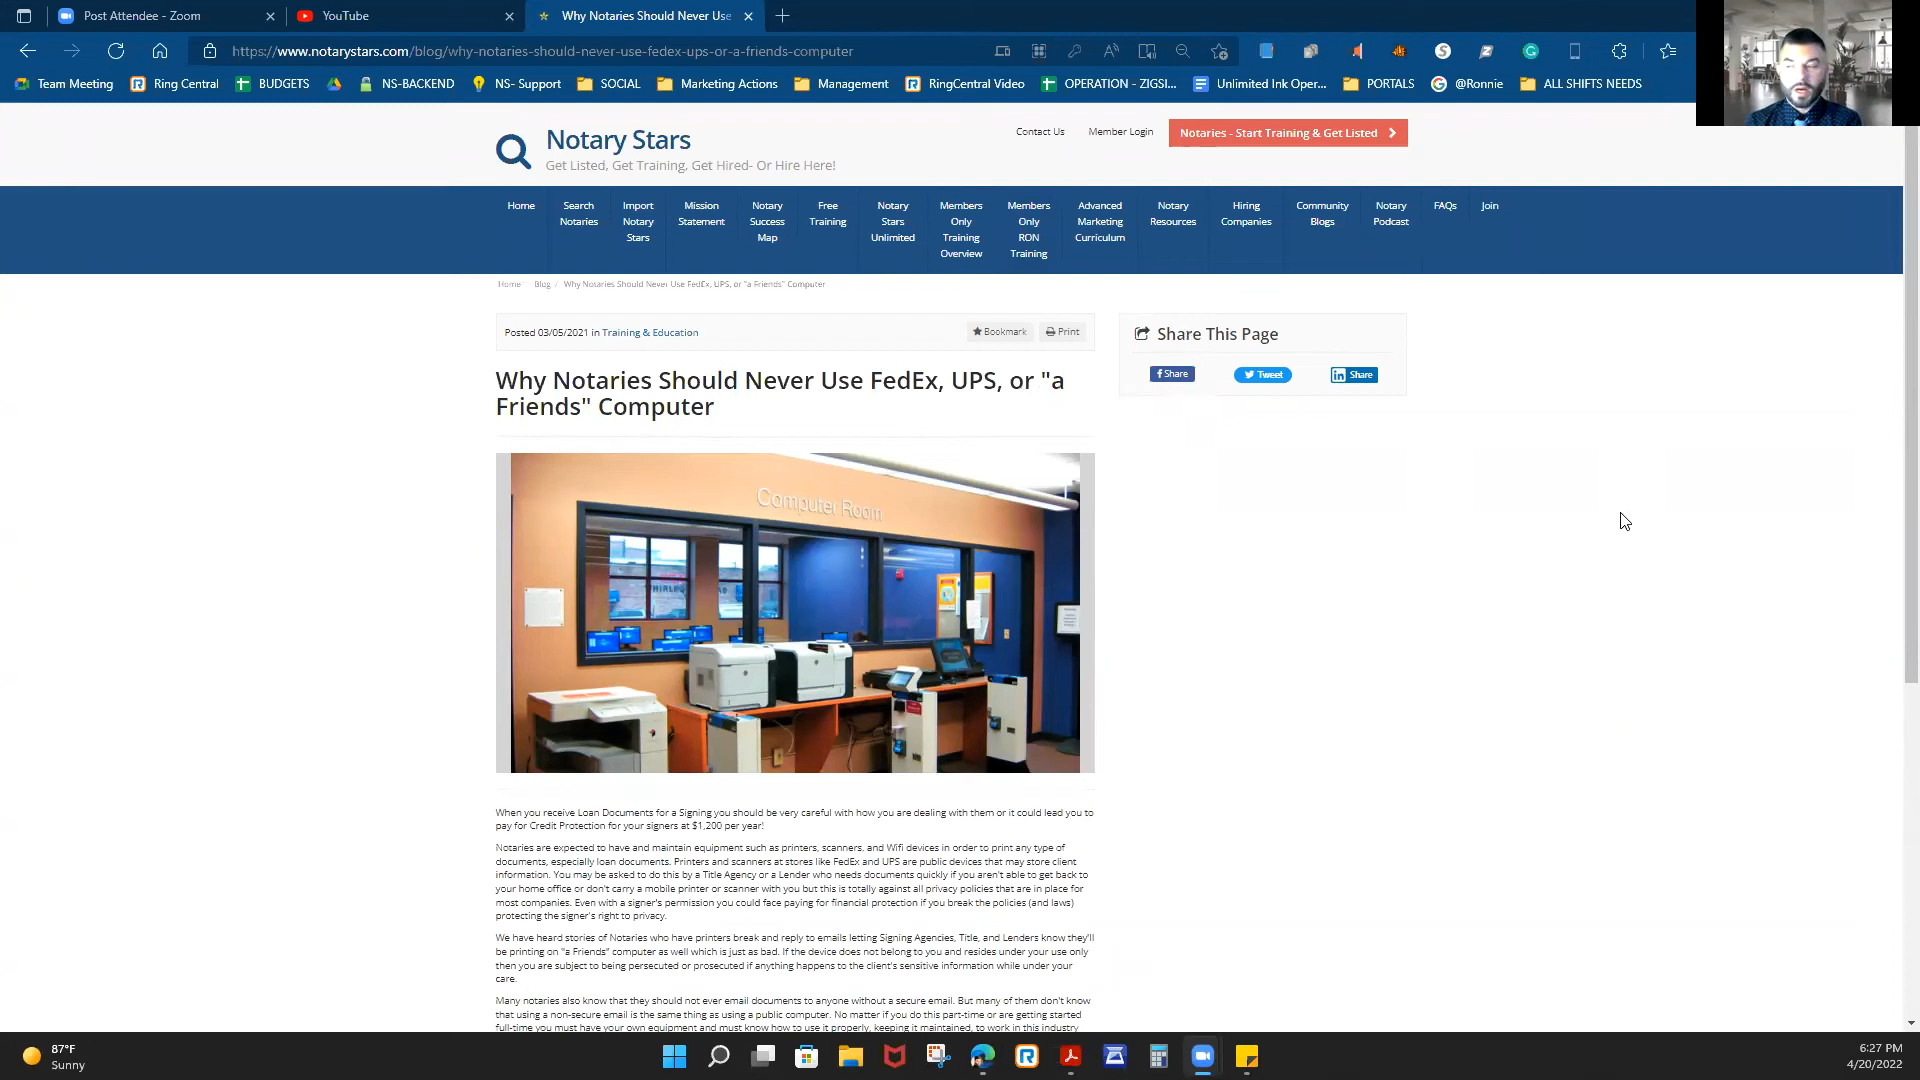 Post Attendee - Zoom
YouTube
Why Notaries Should Never Use
https://www.notarystars.com/blog/why-notaries-should-never-use-fedex-ups-or-a-friends-computer
Team Meeting
Ring Central
BUDGETS
NS-BACKEND
NS- Support
SOCIAL
Marketing Actions
Management
RingCentral Video
OPERATION - ZIGSI...
Unlimited Ink Oper...
PORTALS
@Ronnie
ALL SHIFTS NEEDS
Notary Stars
Get Listed, Get Training, Get Hired- Or Hire Here!
Contact Us
Member Login
Notaries - Start Training & Get Listed
Home
Search
Notaries
Import
Notary
Stars
Mission
Statement
Notary
Success
Map
Free
Training
Notary
Stars
Unlimited
Members
Only
Training
Overview
Members
Only
RON
Training
Advanced
Marketing
Curriculum
Notary
Resources
Hiring
Companies
Community
Blogs
Notary
Podcast
FAQs
Join
Home
Blog / Why Notaries Should Never Use FedEx, UPS, or "a Friends" Computer
Posted 03/05/2021 in Training & Education
Bookmark
Print
Why Notaries Should Never Use FedEx, UPS, or "a
Friends" Computer
Share This Page
Share
Tweet
in Share
Computer Room
When you receive Loan Documents for a Signing you should be very careful with how you are dealing with them or it could lead you to
pay for Credit Protection for your signers at $1,200 per year!
Notaries are expected to have and maintain equipment such as printers, scanners, and Wifi devices in order to print any type of
documents, especially loan documents. Printers and scanners at stores like FedEx and UPS are public devices that may store client
information. You may be asked to do this by a Title Agency or a Lender who needs documents quickly if you aren't able to get back to
your home office or don't carry a mobile printer or scanner with you but this is totally against all privacy policies that are in place for
most companies. Even with a signer's permission you could face paying for financial protection if you break the policies (and laws)
protecting the signer's right to privacy.
We have heard stories of Notaries who have printers break and reply to emails letting Signing Agencies, Title, and Lenders know they'll
be printing on "a Friends" computer as well which is just as bad. If the device does not belong to you and resides under your use only
then you are subject to being persecuted or prosecuted if anything happens to the client's sensitive information while under your
care.
Many notaries also know that they should not ever email documents to anyone without a secure email. But many of them don't know
that using a non-secure email is the same thing as using a public computer. No matter if you do this part-time or are getting started
full-time you must have your own equipment and must know how to use it properly, keeping it maintained, to work in this industry
87°F
Sunny
6:27 PM
4/20/2022